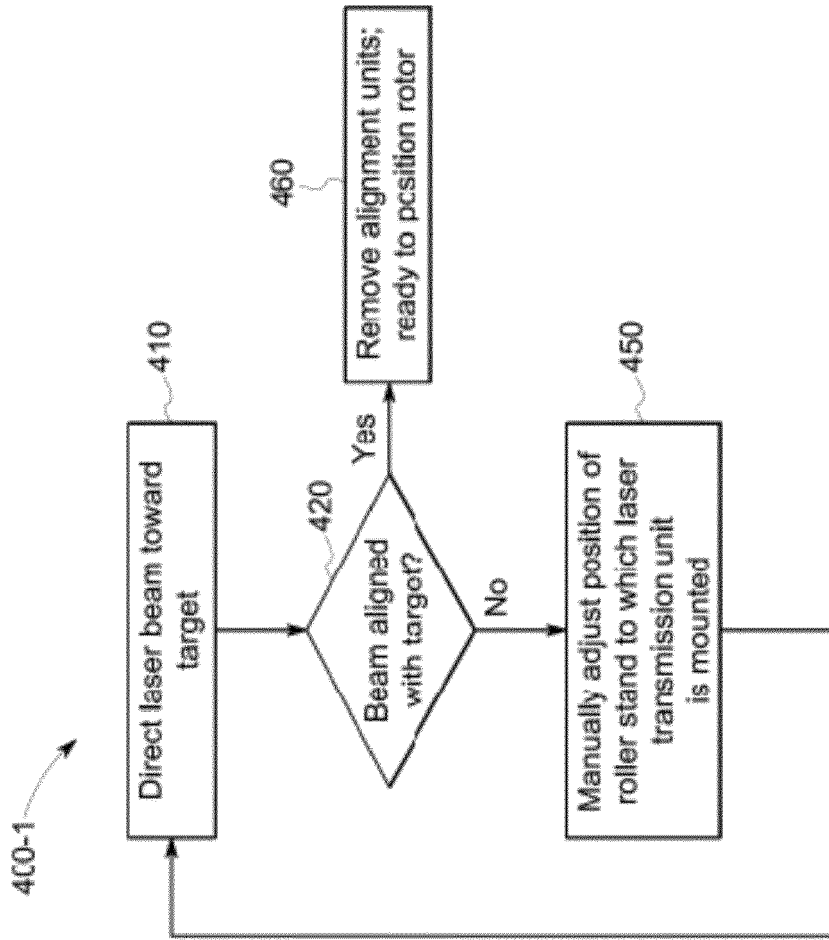 400-1
410
Direct laser beam toward
target
420
Beam aligned
with target?
Yes
460
Remove alignment units;
ready to position rotor
No
450
Manually adjust position of
roller stand to which laser
transmission unit
is mounted